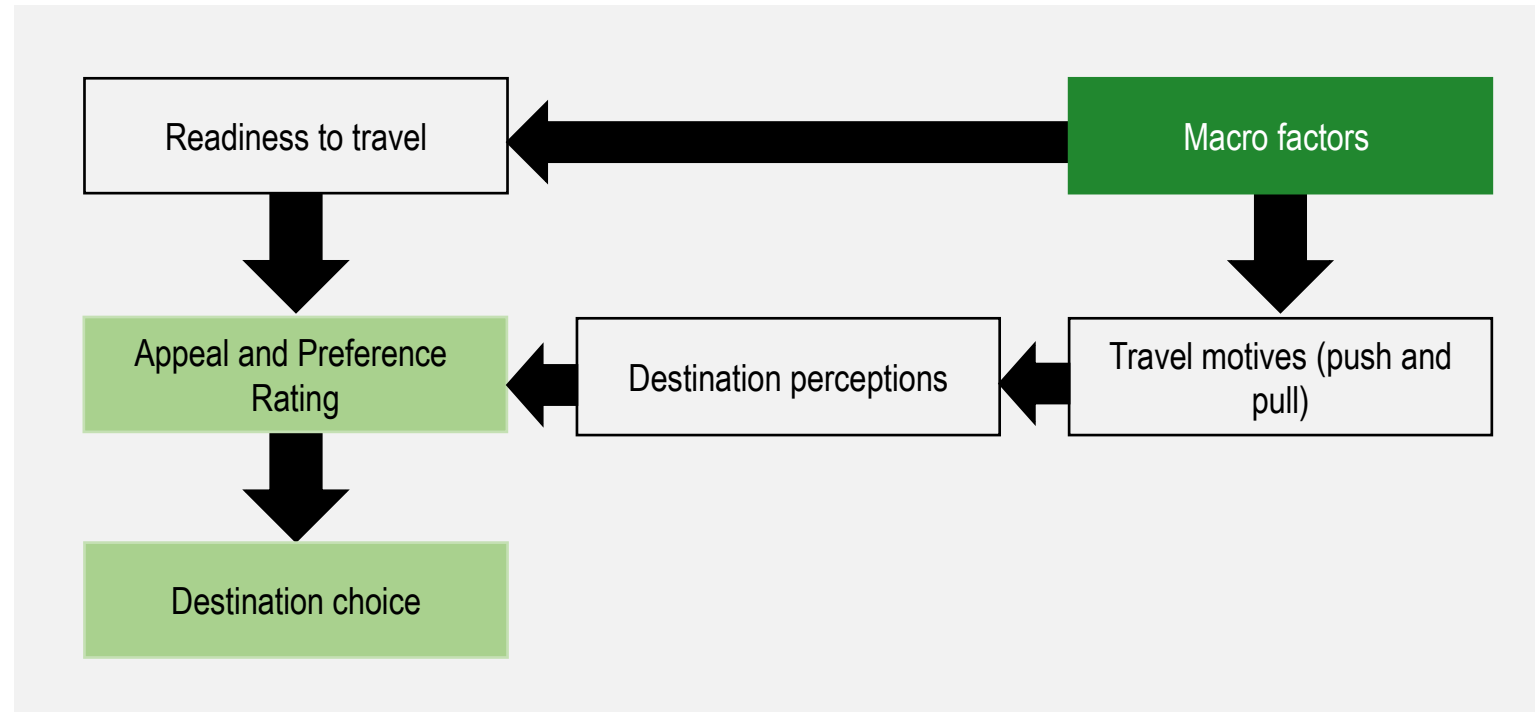 Readiness to travel
Macro factors
Appeal and Preference
Rating
Destination perceptions
Travel motives (push and
pull)
Destination choice